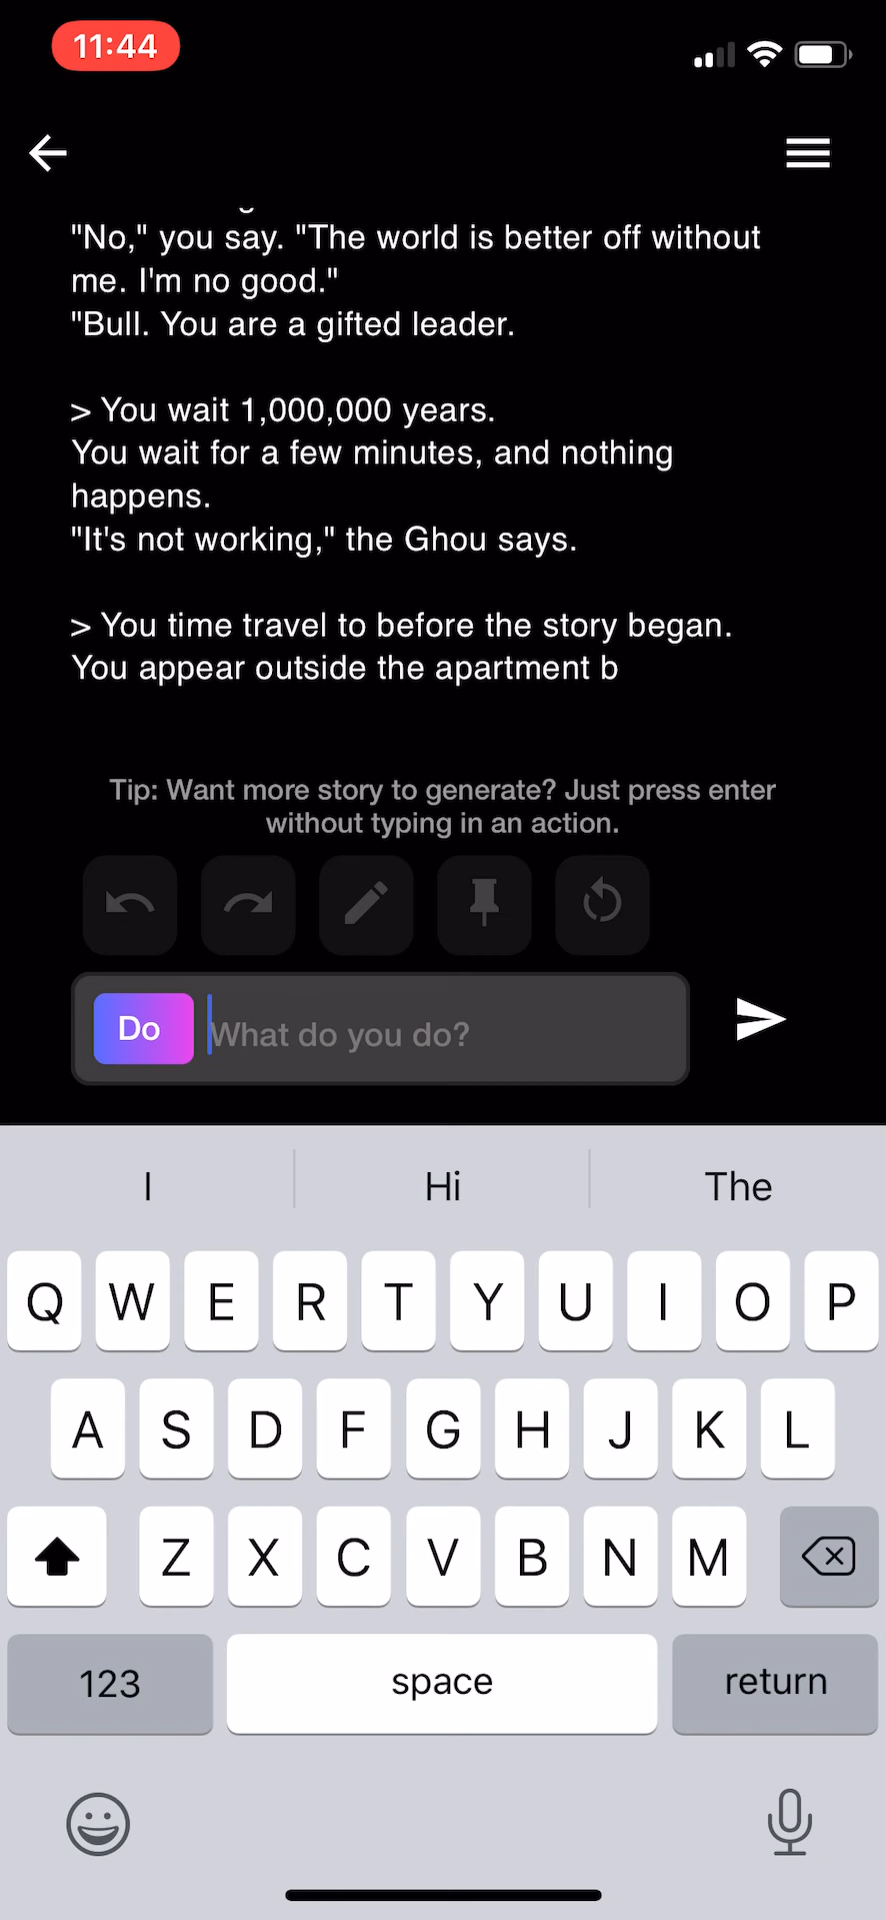 11:44
"No," you say. "The world is better off without
me. I'm no good."
"Bull. You are a gifted leader.
> You wait 1,000,000 years.
You wait for a few minutes, and nothing
happens.
"It's not working," the Ghou says.
> You time travel to before the story began.
You appear outside the apartment b
Tip: Want more story to generate? Just press enter
without typing in an action.
Do What do you do?
I Hi The
Q W E R T Y U I O P
A S D F G H J K L
Z X C V B N M
123 space return